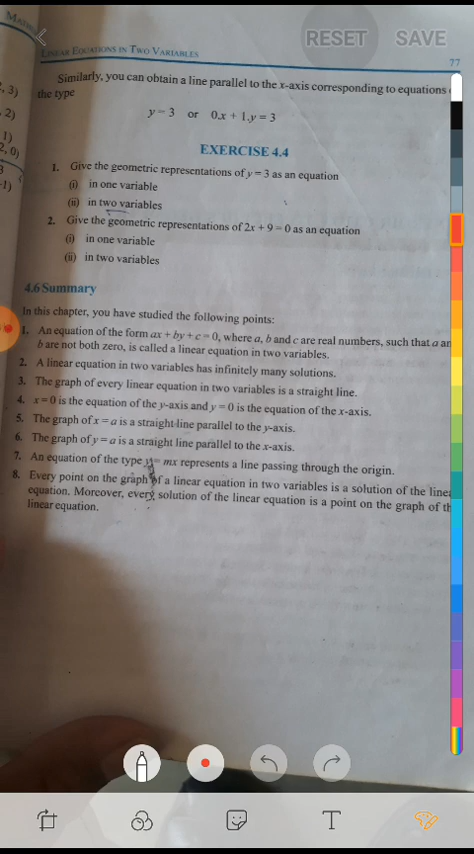 RESET SAVE
LINEAR EQUATIONS IN TWO VARIABLES
77
Similarly, you can obtain a line parallel to the x-axis corresponding to equations
the type
y = 3 or 0.x + 1.y = 3
EXERCISE 4.4
1. Give the geometric representations of y = 3 as an equation
(i) in one variable
(ii) in two variables
2. Give the geometric representations of 2x + 9 = 0 as an equation
(i) in one variable
(ii) in two variables
4.6 Summary
In this chapter, you have studied the following points:
1. An equation of the form ax + by + c = 0, where a, b and c are real numbers, such that a
b are not both zero, is called a linear equation in two variables.
2. A linear equation in two variables has infinitely many solutions.
3. The graph of every linear equation in two variables is a straight line.
4. x = 0 is the equation of the y-axis and y = 0 is the equation of the x-axis.
5. The graph of x = a is a straight line parallel to the y-axis.
6. The graph of y = a is a straight line parallel to the x-axis.
7. An equation of the type y = mx represents a line passing through the origin.
8. Every point on the graph of a linear equation in two variables is a solution of the
equation. Moreover, every solution of the linear equation is a point on the graph of
linear equation.
T